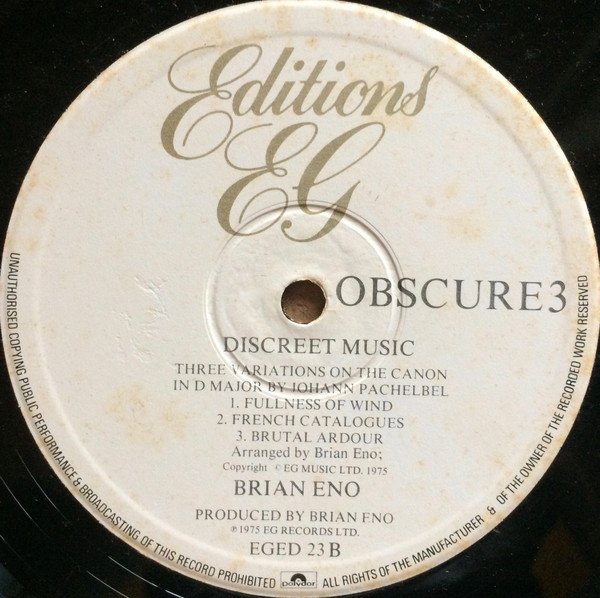 Editions
EG
OBSCURE3
DISCREET MUSIC
THREE VARIATIONS ON THE CANON
IN D MAJOR BY JOHANN PACHELBEL
1. FULLNESS OF WIND
2. FRENCH CATALOGUES
3. BRUTAL ARDOUR
Arranged by Brian Eno;
Copyright © EG MUSIC LTD. 1975
BRIAN ENO
PRODUCED BY BRIAN ENO
℗ 1975 EG RECORDS LTD.
EGED 23 B
UNAUTHORISED COPYING PUBLIC PERFORMANCE & BROADCASTING OF THIS RECORD PROHIBITED
polydor
ALL RIGHTS OF THE MANUFACTURER & OF THE OWNER OF THE RECORDED WORK RESERVED